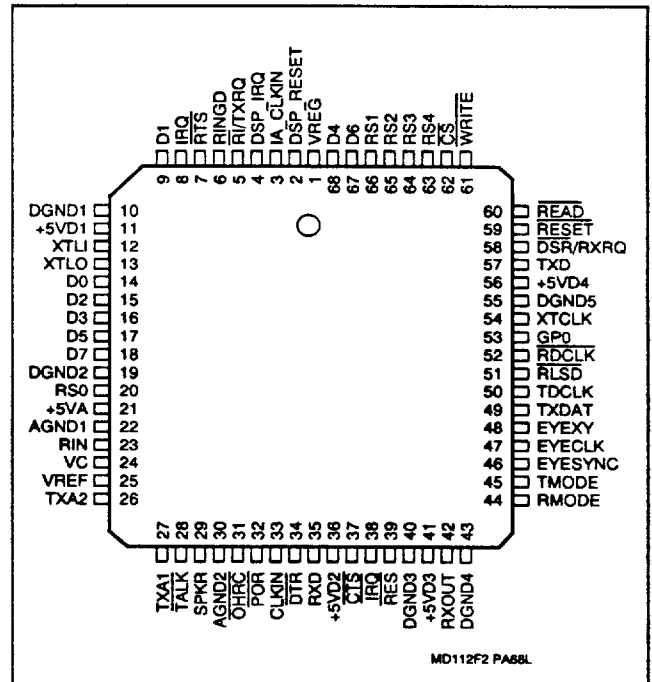 D1 IRQ RTS RINGD RI/TXRQ DSP_IRQ IA_CLKIN DSP_RESET VREG D4 D6 RS1 RS2 RS3 RS4 CS WRITE
9 8 7 6 5 4 3 2 1 68 67 66 65 64 63 62 61
DGND1 10
+5VD1 11
XTLI 12
XTLO 13
D0 14
D2 15
D3 16
D5 17
D7 18
DGND2 19
RS0 20
+5VA 21
AGND1 22
RIN 23
VC 24
VREF 25
TXA2 26
60 READ
59 RESET
58 DSR/RXRQ
57 TXD
56 +5VD4
55 DGND5
54 XTCLK
53 GP0
52 RDCLK
51 RLSD
50 TDCLK
49 TXDAT
48 EYEXY
47 EYECLK
46 EYESYNC
45 TMODE
44 RMODE
27 28 29 30 31 32 33 34 35 36 37 38 39 40 41 42 43
TXA1 TALK SPKR AGND2 OHRC POR CLKIN DTR RXD +5VD2 CTS IRQ RES DGND3 +5VD3 RXOUT DGND4
MD112F2 PA68L